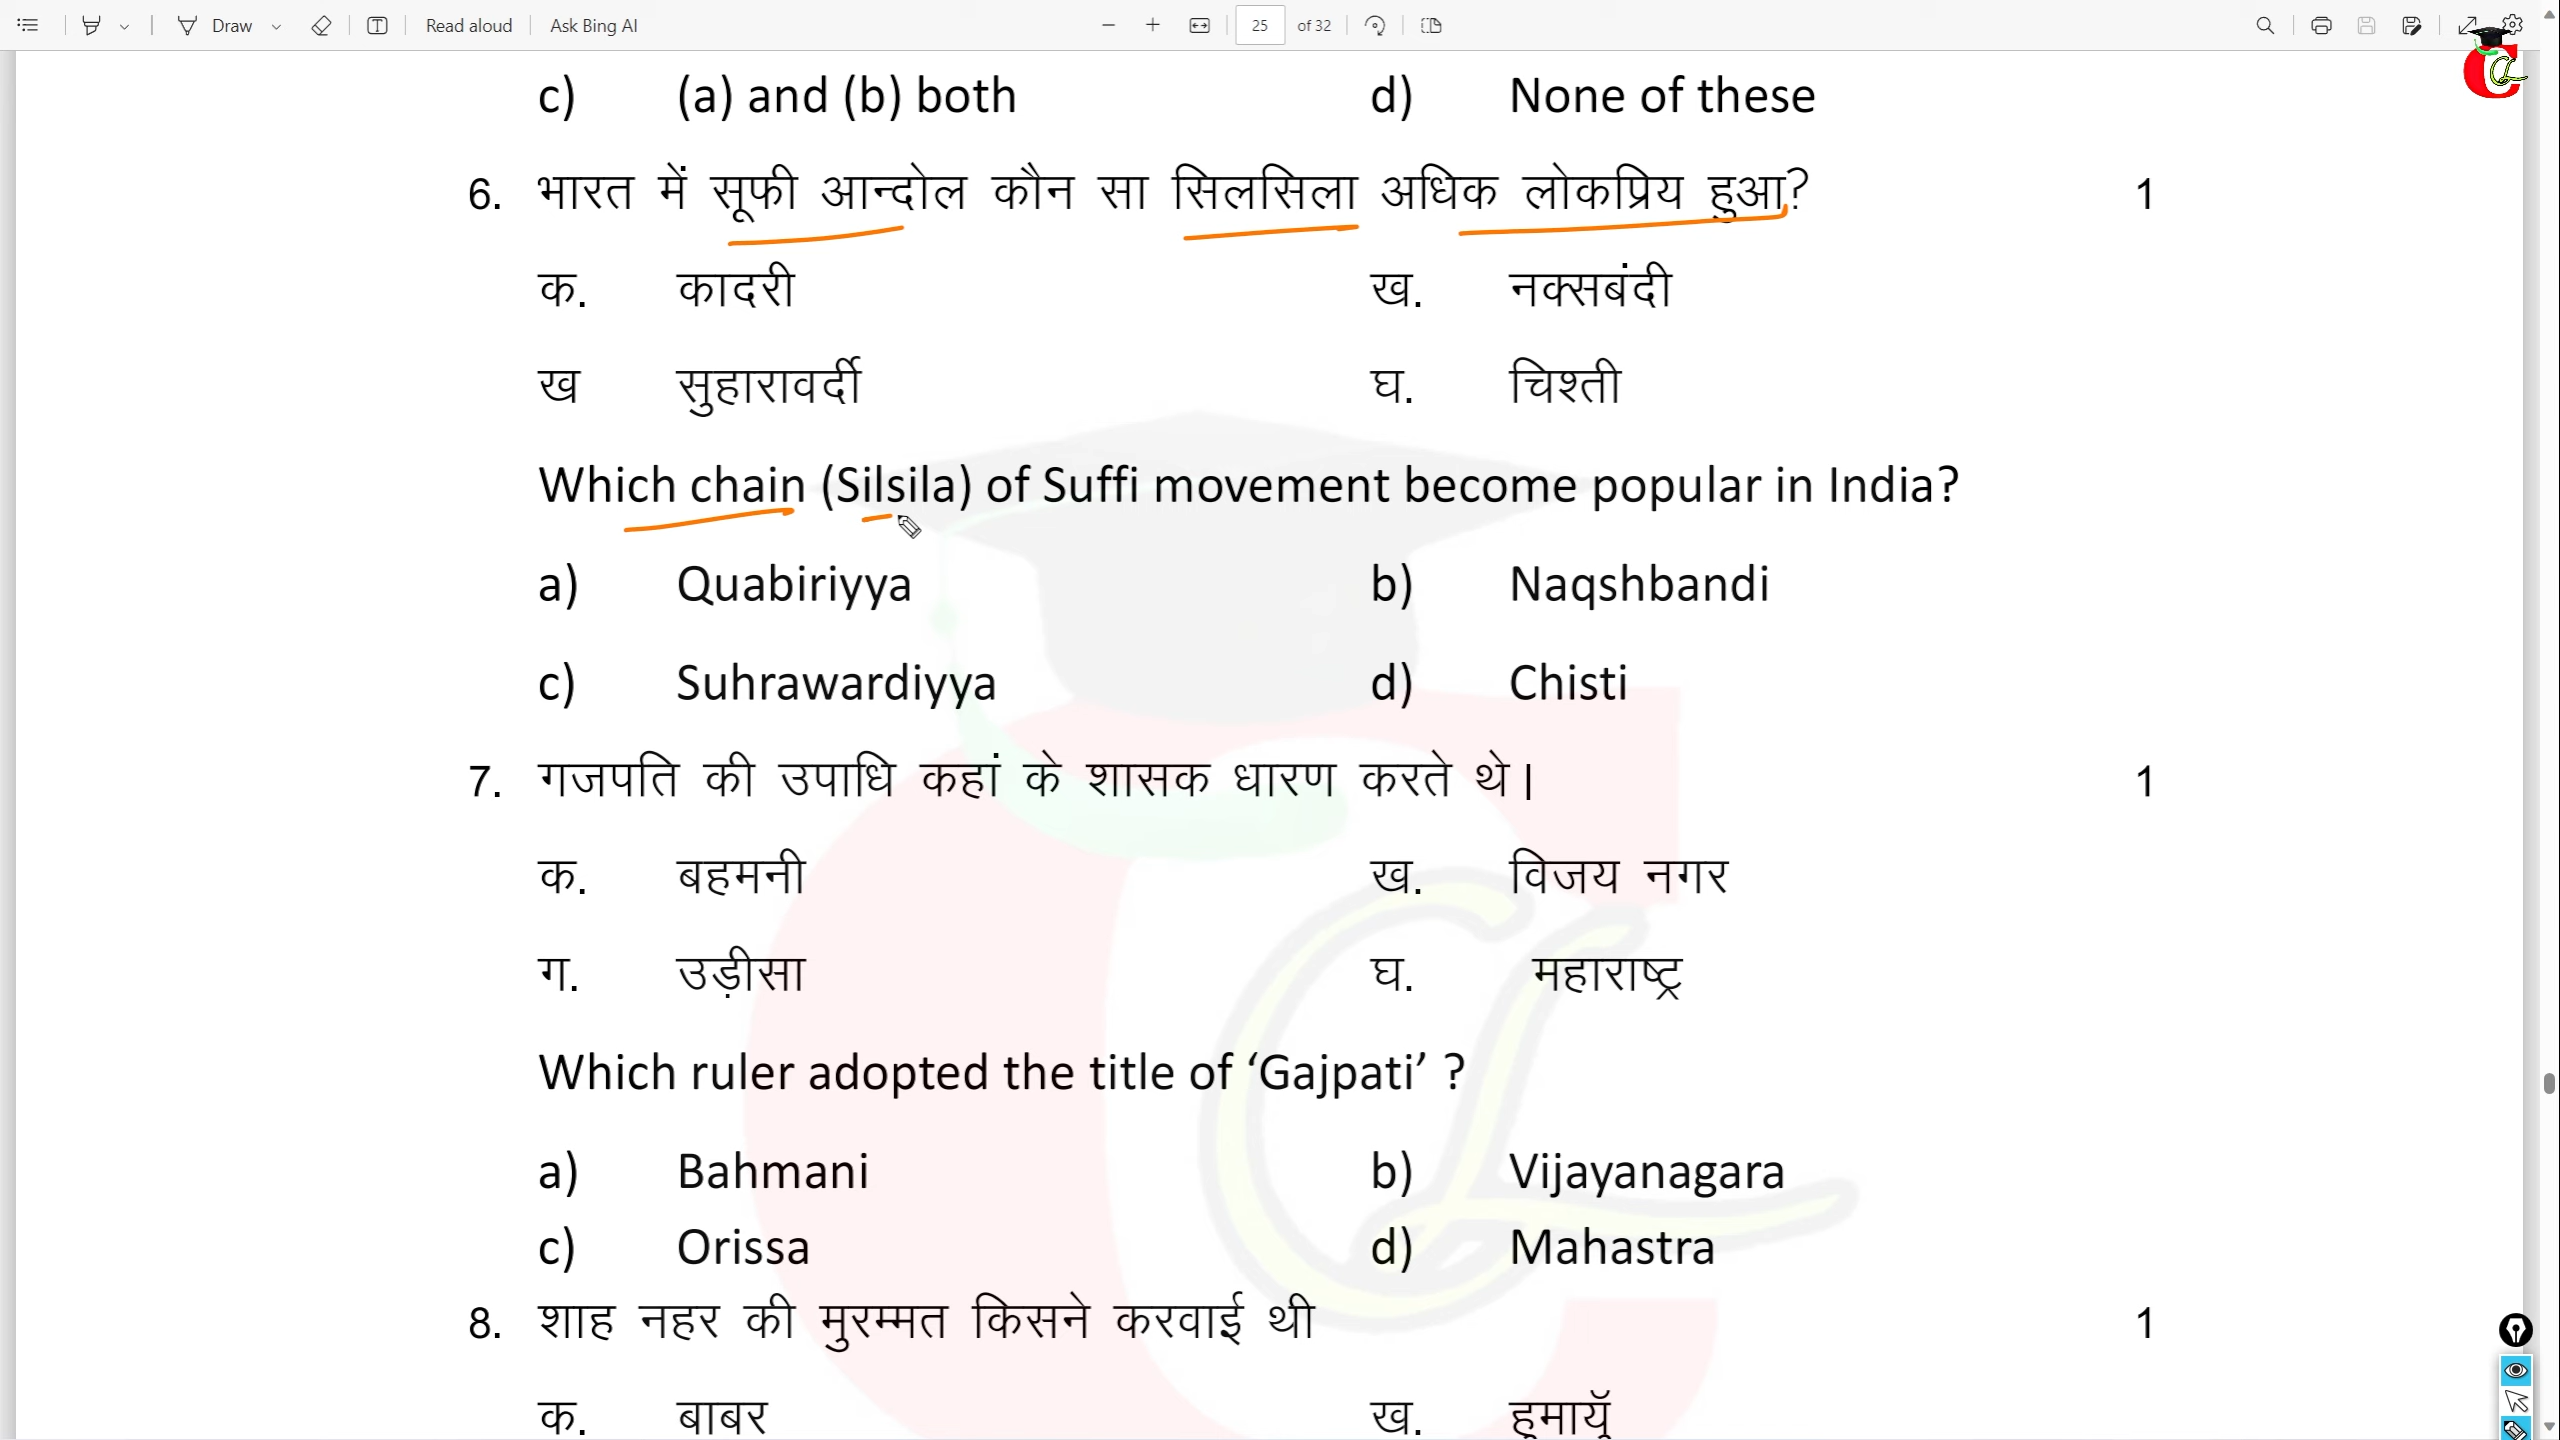 Draw Read aloud Ask Bing AI 25 of 32
c) (a) and (b) both d) None of these
6. भारत में सूफी आन्दोल कौन सा सिलसिला अधिक लोकप्रिय हुआ? 1
क. कादरी ख. नक्सबंदी
ख सुहारावर्दी घ. चिश्ती
Which chain (Silsila) of Suffi movement become popular in India?
a) Quabiriyya b) Naqshbandi
c) Suhrawardiyya d) Chisti
7. गजपति की उपाधि कहां के शासक धारण करते थे। 1
क. बहमनी ख. विजय नगर
ग. उड़ीसा घ. महाराष्ट्र
Which ruler adopted the title of ‘Gajpati’ ?
a) Bahmani b) Vijayanagara
c) Orissa d) Mahastra
8. शाह नहर की मुरम्मत किसने करवाई थी 1
क. बाबर ख. हुमायुॅ